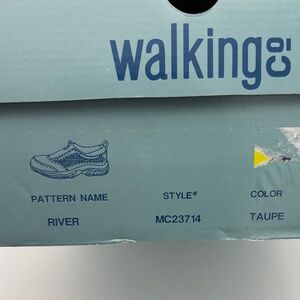 walkingco
PATTERN NAME STYLE# COLOR
RIVER MC23714 TAUPE